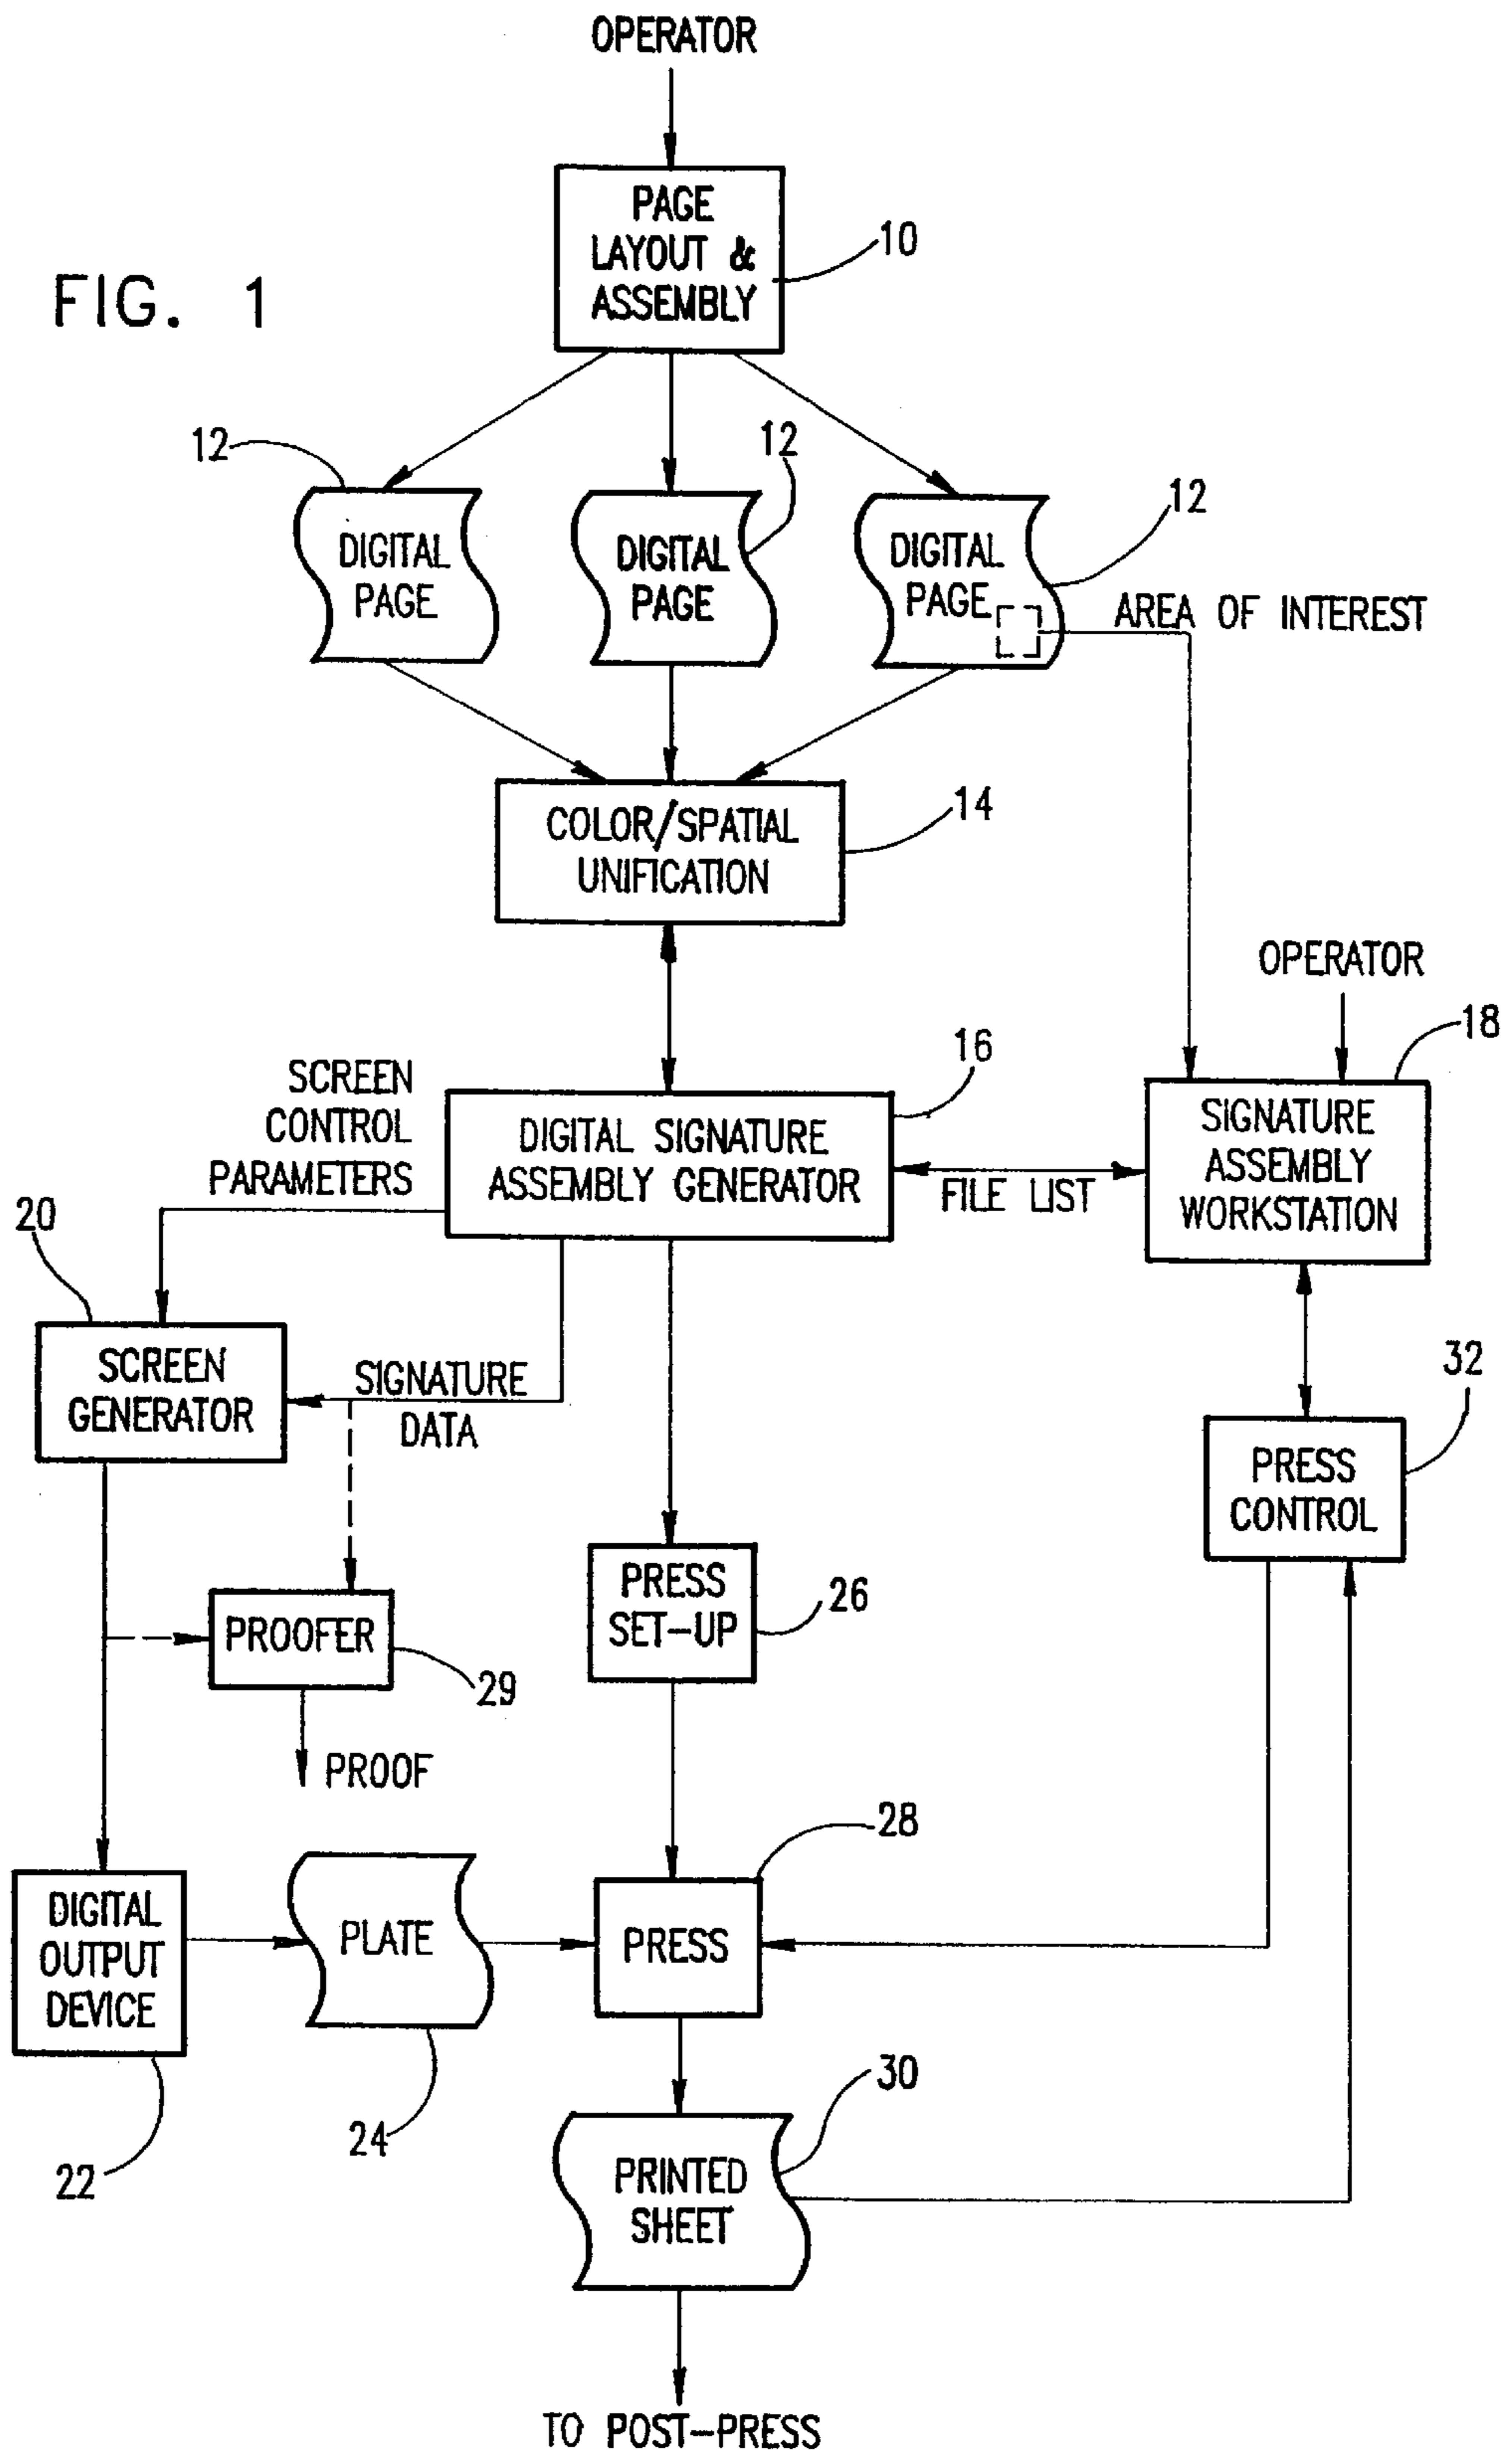 OPERATOR
PAGE
LAYOUT &
ASSEMBLY
10
FIG. 1
12
12
12
DIGITAL
PAGE
DIGITAL
PAGE
DIGITAL
PAGE
AREA OF INTEREST
COLOR/SPATIAL
UNIFICATION
14
OPERATOR
18
SCREEN
CONTROL
PARAMETERS
16
DIGITAL SIGNATURE
ASSEMBLY GENERATOR
FILE LIST
SIGNATURE
ASSEMBLY
WORKSTATION
20
SCREEN
GENERATOR
SIGNATURE
DATA
32
PRESS
CONTROL
PRESS
SET-UP
26
PROOFER
29
PROOF
28
DIGITAL
OUTPUT
DEVICE
PLATE
PRESS
22
24
30
PRINTED
SHEET
TO POST-PRESS